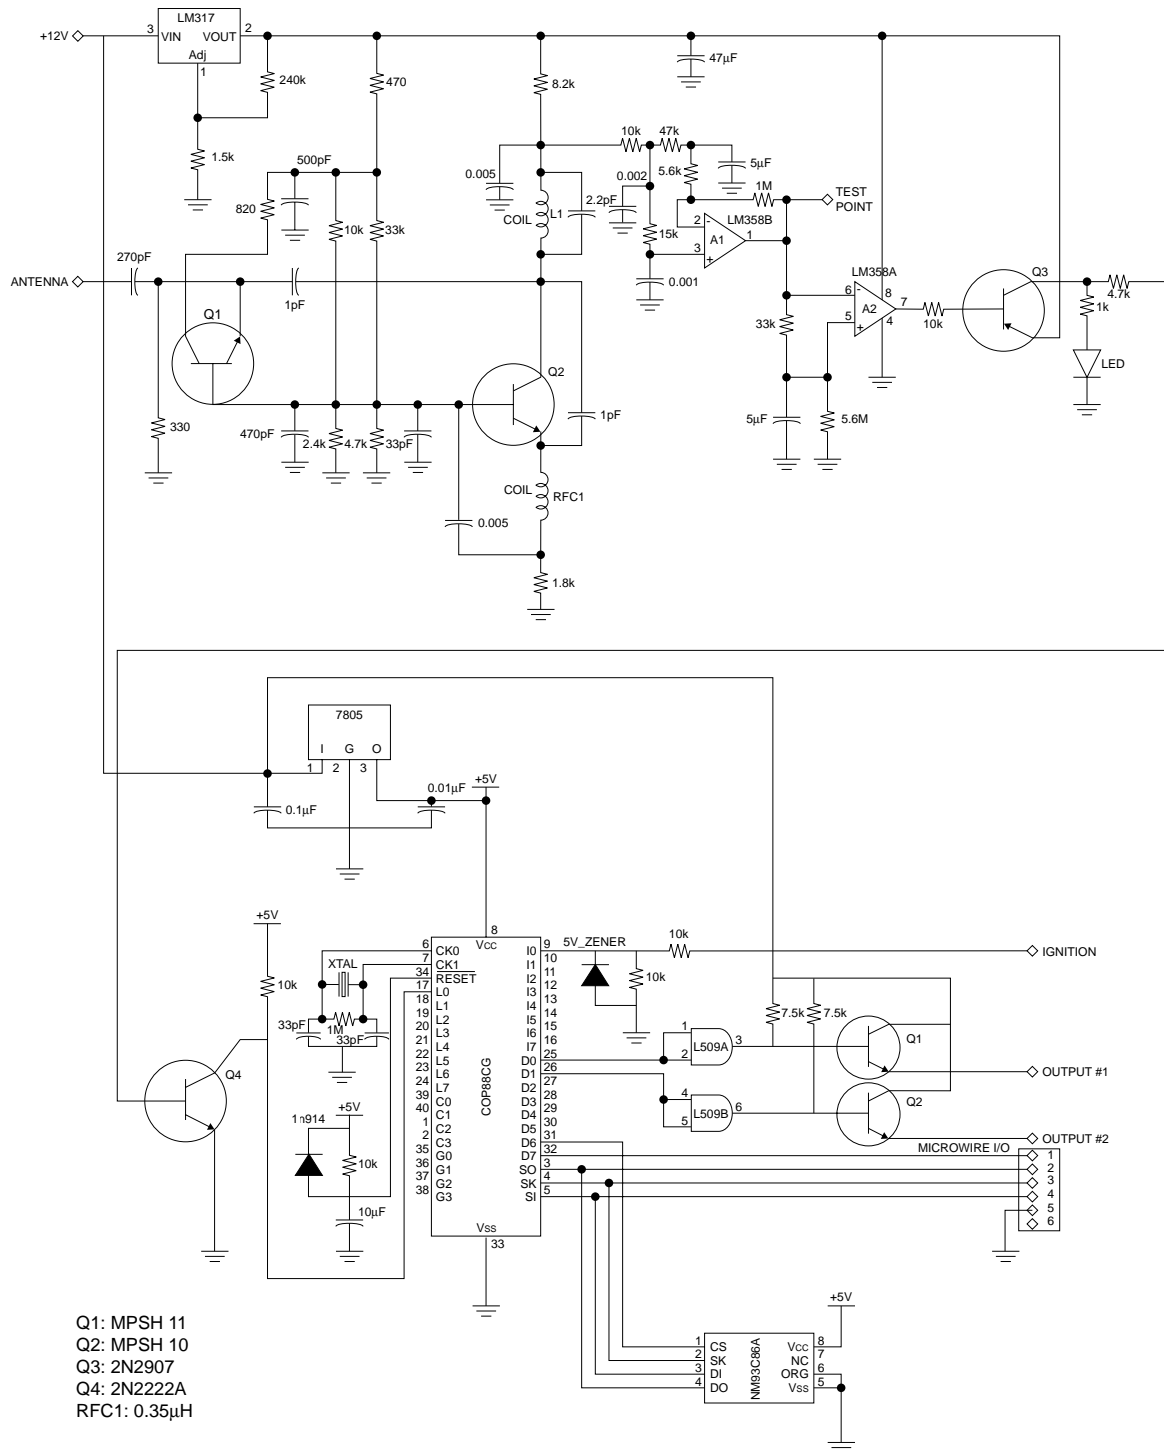 LM317
+12V
3
VIN
VOUT
2
Adj
1
240k
470
8.2k
47µF
1.5k
500pF
820
10k
33k
0.005
COIL
L1
2.2pF
10k
47k
0.002
5.6k
5µF
1M
TEST
POINT
15k
LM358B
2
-
A1
1
3
+
0.001
LM358A
6
-
8
A2
7
5
+
4
33k
10k
Q3
4.7k
1k
LED
5µF
5.6M
ANTENNA
270pF
1pF
Q1
330
470pF
2.4k
4.7k
33pF
Q2
1pF
COIL
RFC1
0.005
1.8k
7805
I
G
O
1
2
3
0.1µF
0.01µF
+5V
+5V
10k
Q4
XTAL
33pF
1M
33pF
1n914
+5V
10k
10µF
8
Vcc
6
CK0
7
CK1
34
RESET
17
L0
18
L1
19
L2
20
L3
21
L4
22
L5
23
L6
24
L7
39
C0
40
C1
1
C2
2
C3
35
G0
36
G1
37
G2
38
G3
COP88CG
I0
9
I1
10
I2
11
I3
12
I4
13
I5
14
I6
15
I7
16
D0
25
D1
26
D2
27
D3
28
D4
29
D5
30
D6
31
D7
32
SO
3
SK
4
SI
5
Vss
33
5V_ZENER
10k
10k
IGNITION
7.5k
7.5k
1
2
L509A
3
4
5
L509B
6
Q1
OUTPUT #1
Q2
OUTPUT #2
MICROWIRE I/O
1
2
3
4
5
6
+5V
1
CS
2
SK
3
DI
4
DO
NM93C86A
Vcc
8
NC
7
ORG
6
Vss
5
Q1: MPSH 11
Q2: MPSH 10
Q3: 2N2907
Q4: 2N2222A
RFC1: 0.35µH